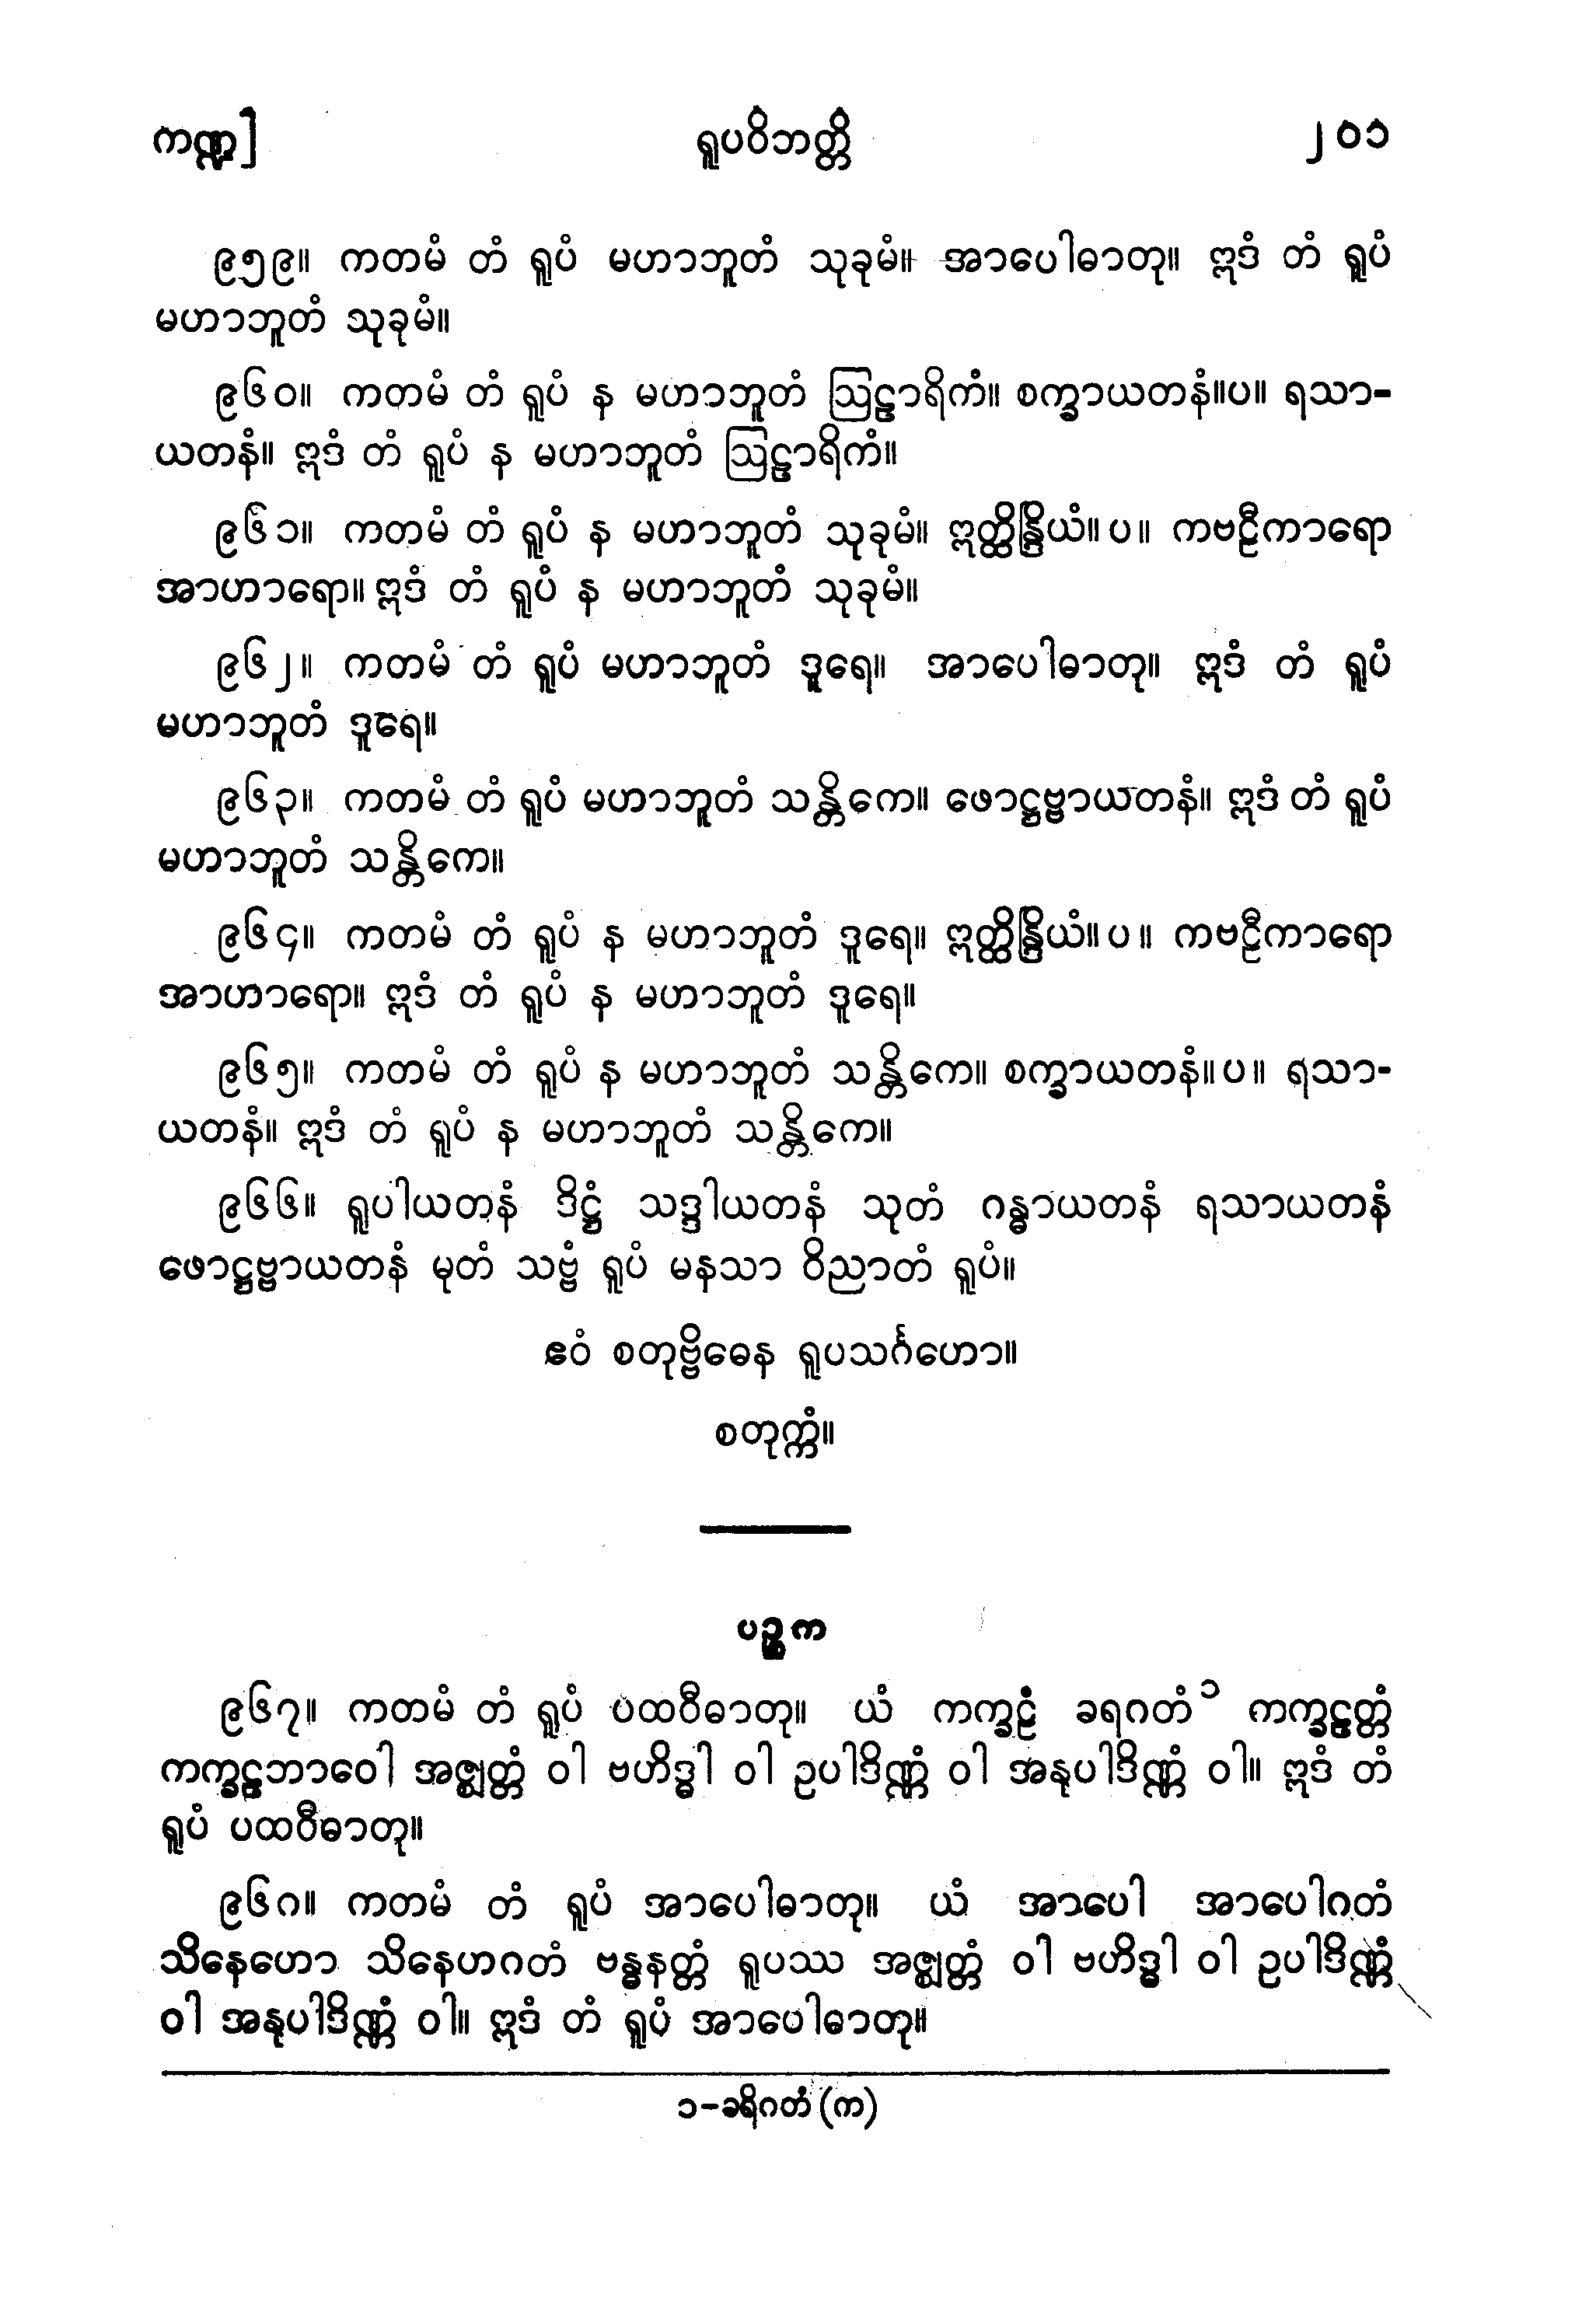 ကဏ္ဍ] ရူပဝိဘတ္တိ ၂၀၁
၉၅၉။ ကတမံ တံ ရူပံ မဟာဘူတံ သုခုမံ။ အာပေါဓာတု။ ဣဒံ တံ ရူပံ
မဟာဘူတံ သုခုမံ။
၉၆၀။ ကတမံ တံ ရူပံ န မဟာဘူတံ ဩဠာရိကံ။ စက္ခာယတနံ။ပ။ ရသာ-
ယတနံ။ ဣဒံ တံ ရူပံ န မဟာဘူတံ ဩဠာရိကံ။
၉၆၁။ ကတမံ တံ ရူပံ န မဟာဘူတံ သုခုမံ။ ဣတ္ထိန္ဒြိယံ။ပ။ ကဗဠီကာရော
အာဟာရော။ ဣဒံ တံ ရူပံ န မဟာဘူတံ သုခုမံ။
၉၆၂။ ကတမံ တံ ရူပံ မဟာဘူတံ ဒူရေ။ အာပေါဓာတု။ ဣဒံ တံ ရူပံ
မဟာဘူတံ ဒူရေ။
၉၆၃။ ကတမံ တံ ရူပံ မဟာဘူတံ သန္တိကေ။ ဖောဋ္ဌဗ္ဗာယတနံ။ ဣဒံ တံ ရူပံ
မဟာဘူတံ သန္တိကေ။
၉၆၄။ ကတမံ တံ ရူပံ န မဟာဘူတံ ဒူရေ။ ဣတ္ထိန္ဒြိယံ။ပ။ ကဗဠီကာရော
အာဟာရော။ ဣဒံ တံ ရူပံ န မဟာဘူတံ ဒူရေ။
၉၆၅။ ကတမံ တံ ရူပံ န မဟာဘူတံ သန္တိကေ။ စက္ခာယတနံ။ပ။ ရသာ-
ယတနံ။ ဣဒံ တံ ရူပံ န မဟာဘူတံ သန္တိကေ။
၉၆၆။ ရူပါယတနံ ဒိဋ္ဌံ သဒ္ဒါယတနံ သုတံ ဂန္ဓာယတနံ ရသာယတနံ
ဖောဋ္ဌဗ္ဗာယတနံ မုတံ သဗ္ဗံ ရူပံ မနသာ ဝိညာတံ ရူပံ။
ဧဝံ စတုဗ္ဗိဓေန ရူပသင်္ဂဟော။
စတုက္ကံ။
ပဉ္စက
၉၆၇။ ကတမံ တံ ရူပံ ပထဝီဓာတု။ ယံ ကက္ခဠံ ခရဂတံ၁ ကက္ခဠတ္တံ
ကက္ခဠဘာဝေါ အဇ္ဈတ္တံ ဝါ ဗဟိဒ္ဓါ ဝါ ဥပါဒိဏ္ဏံ ဝါ အနုပါဒိဏ္ဏံ ဝါ။ ဣဒံ တံ
ရူပံ ပထဝီဓာတု။
၉၆၈။ ကတမံ တံ ရူပံ အာပေါဓာတု။ ယံ အာပေါ အာပေါဂတံ
သိနေဟော သိနေဟဂတံ ဗန္ဓနတ္တံ ရူပဿ အဇ္ဈတ္တံ ဝါ ဗဟိဒ္ဓါ ဝါ ဥပါဒိဏ္ဏံ
ဝါ အနုပါဒိဏ္ဏံ ဝါ။ ဣဒံ တံ ရူပံ အာပေါဓာတု။
၁-ခရိဂတံ (က)